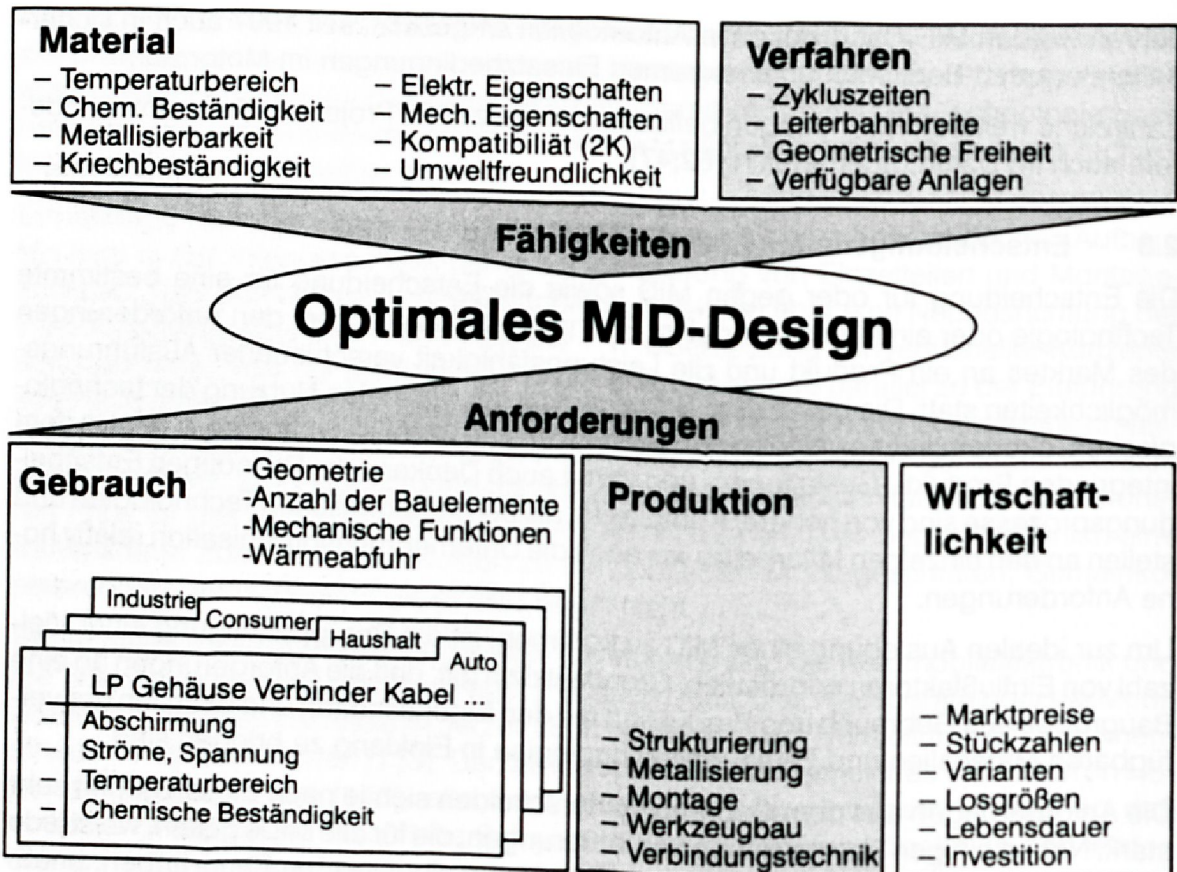 Material
– Temperaturbereich
– Chem. Beständigkeit
– Metallisierbarkeit
– Kriechbeständigkeit
– Elektr. Eigenschaften
– Mech. Eigenschaften
– Kompatibiliät (2K)
– Umweltfreundlichkeit
Verfahren
– Zykluszeiten
– Leiterbahnbreite
– Geometrische Freiheit
– Verfügbare Anlagen
Fähigkeiten
Optimales MID-Design
Anforderungen
Gebrauch
-Geometrie
-Anzahl der Bauelemente
-Mechanische Funktionen
-Wärmeabfuhr
Industrie
Consumer
Haushalt
Auto
LP Gehäuse Verbinder Kabel ...
– Abschirmung
– Ströme, Spannung
– Temperaturbereich
– Chemische Beständigkeit
Produktion
– Strukturierung
– Metallisierung
– Montage
– Werkzeugbau
– Verbindungstechnik
Wirtschaft-
lichkeit
– Marktpreise
– Stückzahlen
– Varianten
– Losgrößen
– Lebensdauer
– Investition